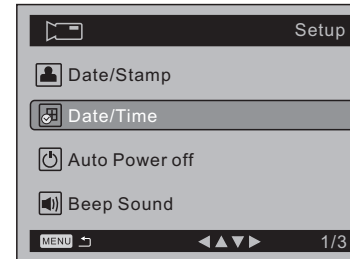 Setup
Date/Stamp
Date/Time
Auto Power off
Beep Sound
MENU 1/3